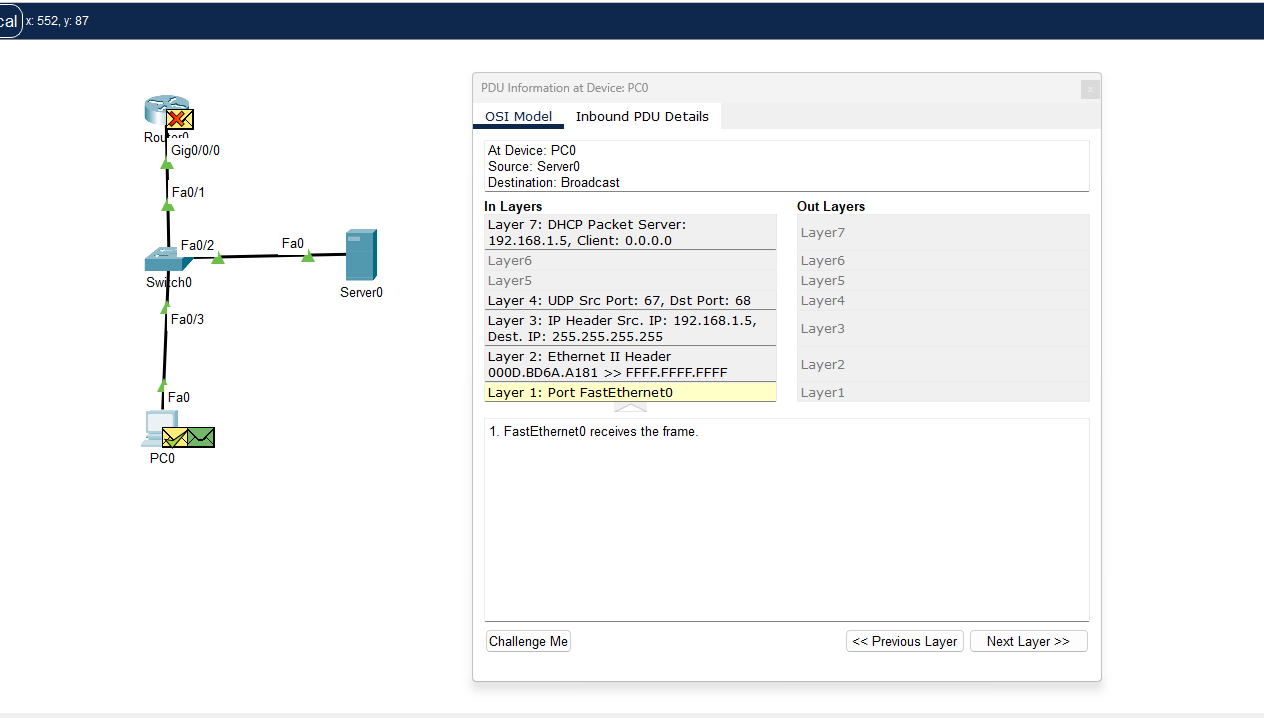 cal x: 552, y: 87
PDU Information at Device: PC0
x
OSI Model Inbound PDU Details
At Device: PC0
Source: Server0
Destination: Broadcast
In Layers
Layer 7: DHCP Packet Server:
192.168.1.5, Client: 0.0.0.0
Layer6
Layer5
Layer 4: UDP Src Port: 67, Dst Port: 68
Layer 3: IP Header Src. IP: 192.168.1.5,
Dest. IP: 255.255.255.255
Layer 2: Ethernet II Header
000D.BD6A.A181 >> FFFF.FFFF.FFFF
Layer 1: Port FastEthernet0
Out Layers
Layer7
Layer6
Layer5
Layer4
Layer3
Layer2
Layer1
1. FastEthernet0 receives the frame.
Challenge Me
<< Previous Layer
Next Layer >>
Router0
Gig0/0/0
Fa0/1
Fa0/2
Fa0
Switch0
Server0
Fa0/3
Fa0
PC0